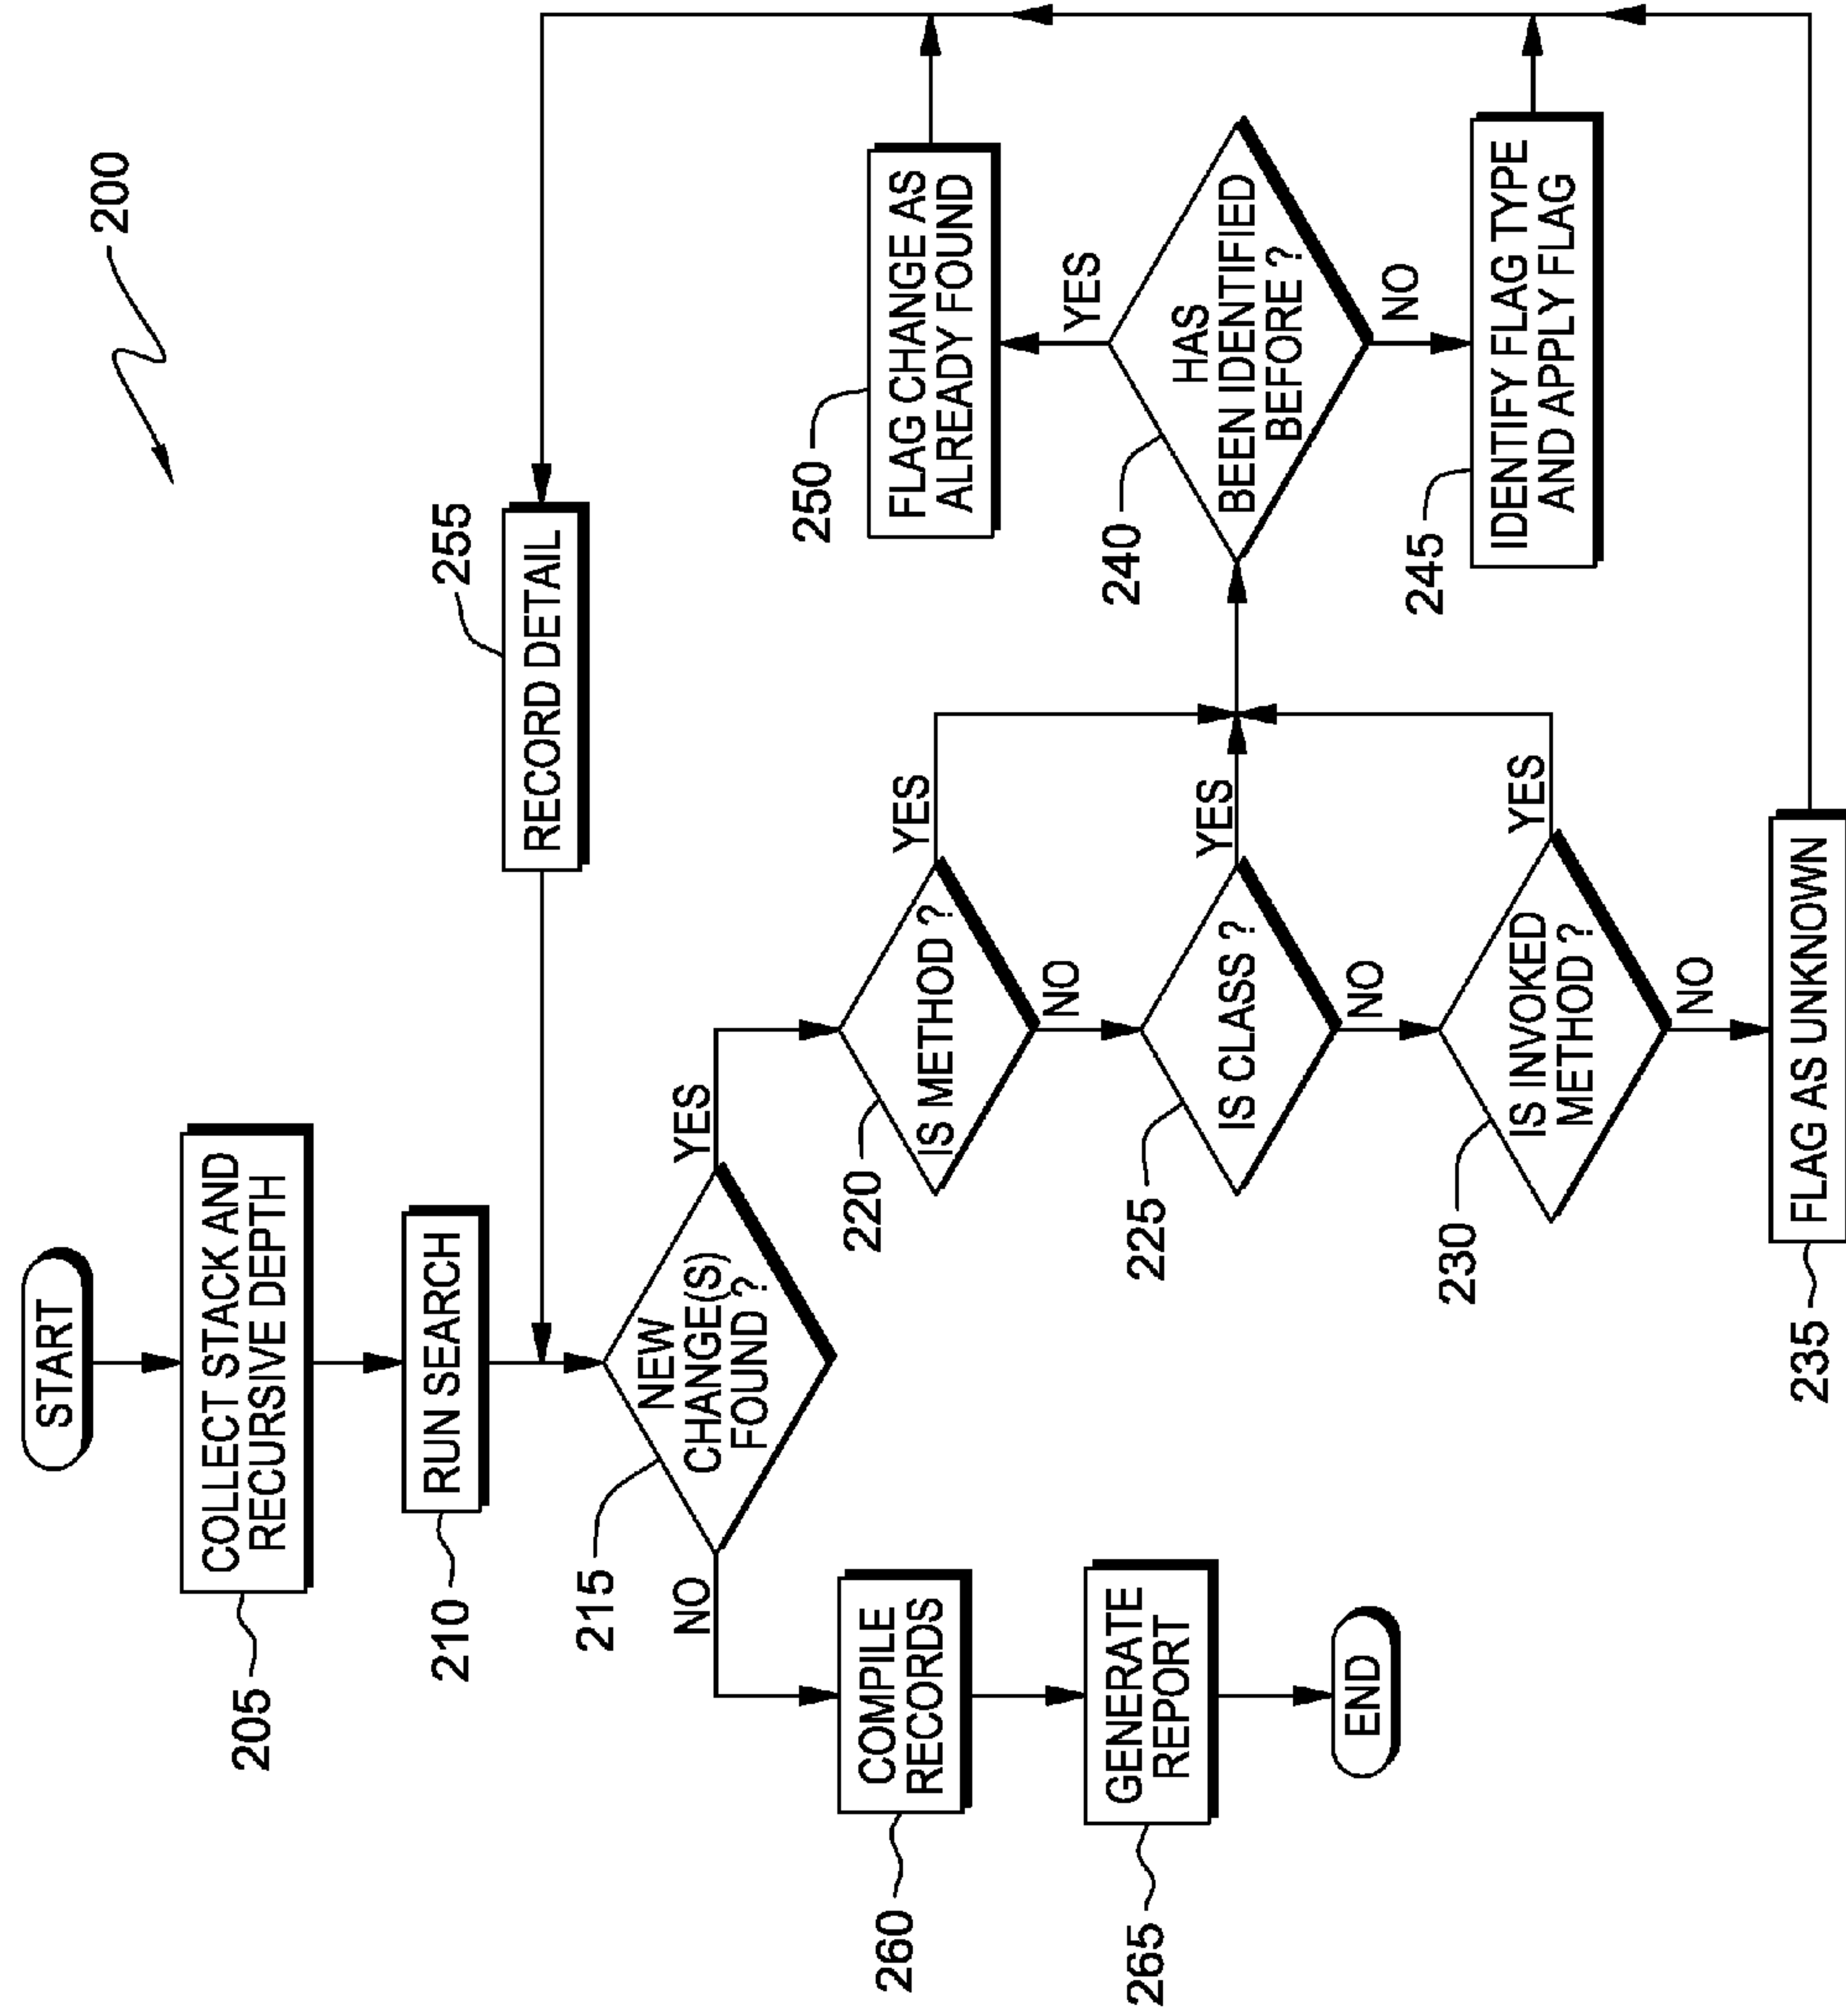 200
START
205
COLLECT STACK AND
RECURSIVE DEPTH
210
RUN SEARCH
255
RECORD DETAIL
215
NEW
CHANGE(S)
FOUND ?
YES
NO
220
IS METHOD ?
YES
NO
225
IS CLASS ?
YES
NO
230
IS INVOKED
METHOD ?
YES
NO
235
FLAG AS UNKNOWN
240
HAS
BEEN IDENTIFIED
BEFORE ?
YES
NO
250
FLAG CHANGE AS
ALREADY FOUND
245
IDENTIFY FLAG TYPE
AND APPLY FLAG
260
COMPILE
RECORDS
265
GENERATE
REPORT
END